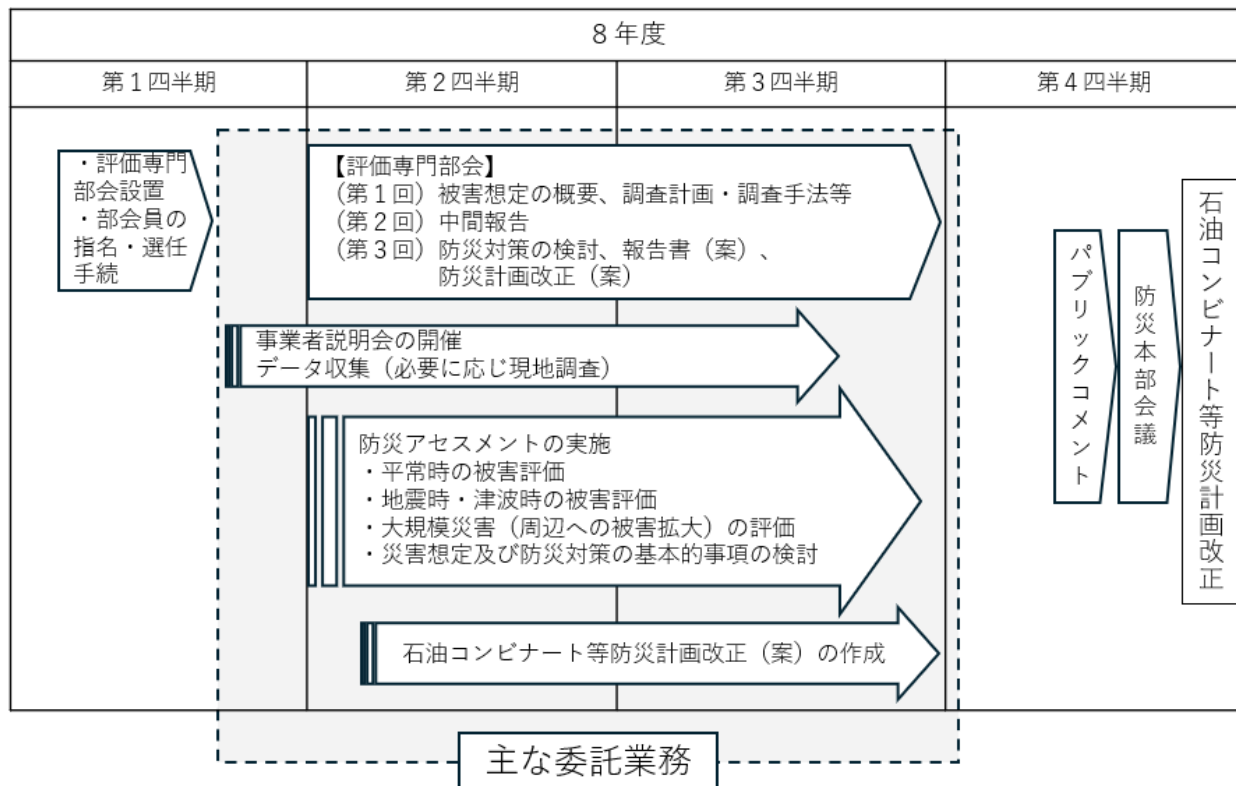 8年度
第1四半期
第2四半期
第3四半期
第4四半期
・評価専門
部会設置
・部会員の
指名・選任
手続
【評価専門部会】
(第1回)被害想定の概要、調査計画・調査手法等
(第2回)中間報告
(第3回)防災対策の検討、報告書(案)、
防災計画改正(案)
事業者説明会の開催
データ収集(必要に応じ現地調査)
防災アセスメントの実施
・平常時の被害評価
・地震時・津波時の被害評価
・大規模災害(周辺への被害拡大)の評価
・災害想定及び防災対策の基本的事項の検討
石油コンビナート等防災計画改正(案)の作成
パブリックコメント
防災本部会議
石油コンビナート等防災計画改正
主な委託業務